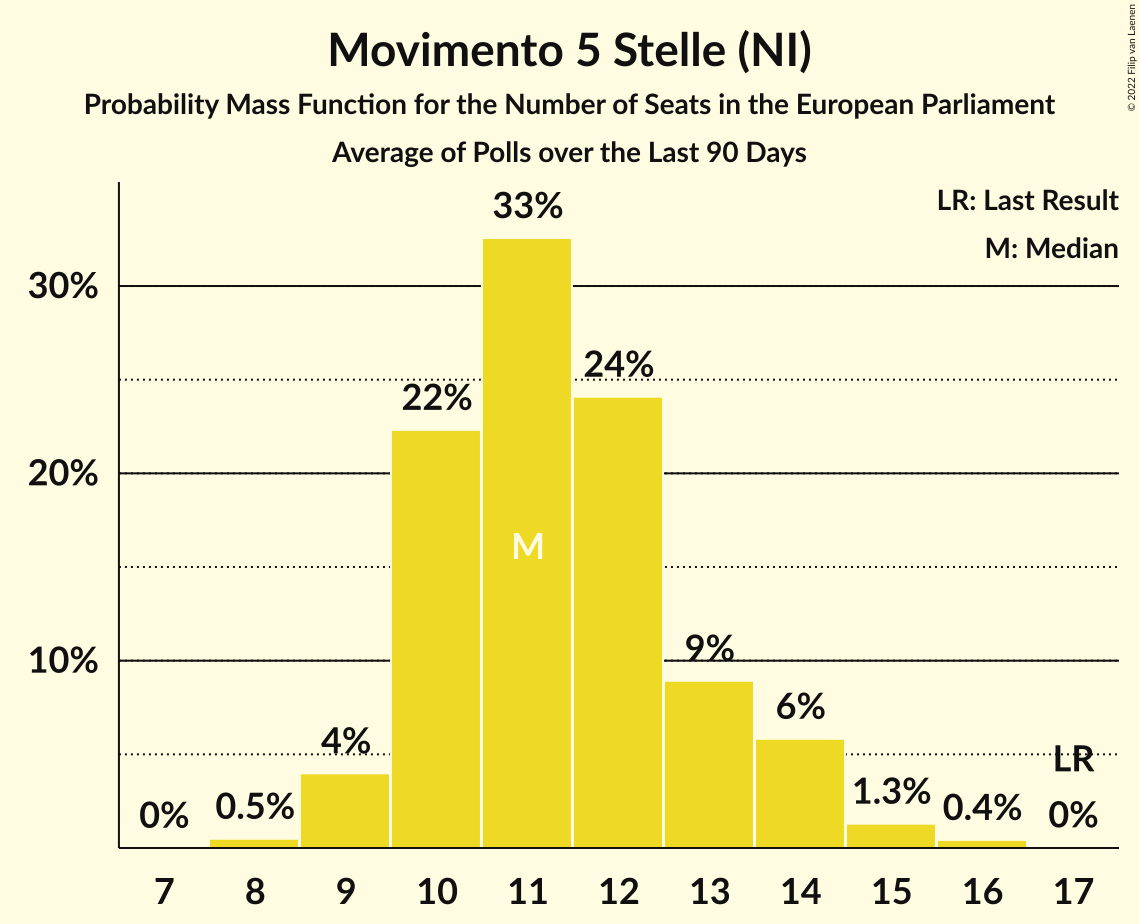 Movimento 5 Stelle (NI)
Probability Mass Function for the Number of Seats in the European Parliament
Average of Polls over the Last 90 Days
© 2022 Filip van Laenen
LR: Last Result
M: Median
33%
30%
24%
22%
20%
M
10%
9%
6%
4%
LR
1.3%
0.5%
0.4%
0%
0%
7 8 9 10 11 12 13 14 15 16 17